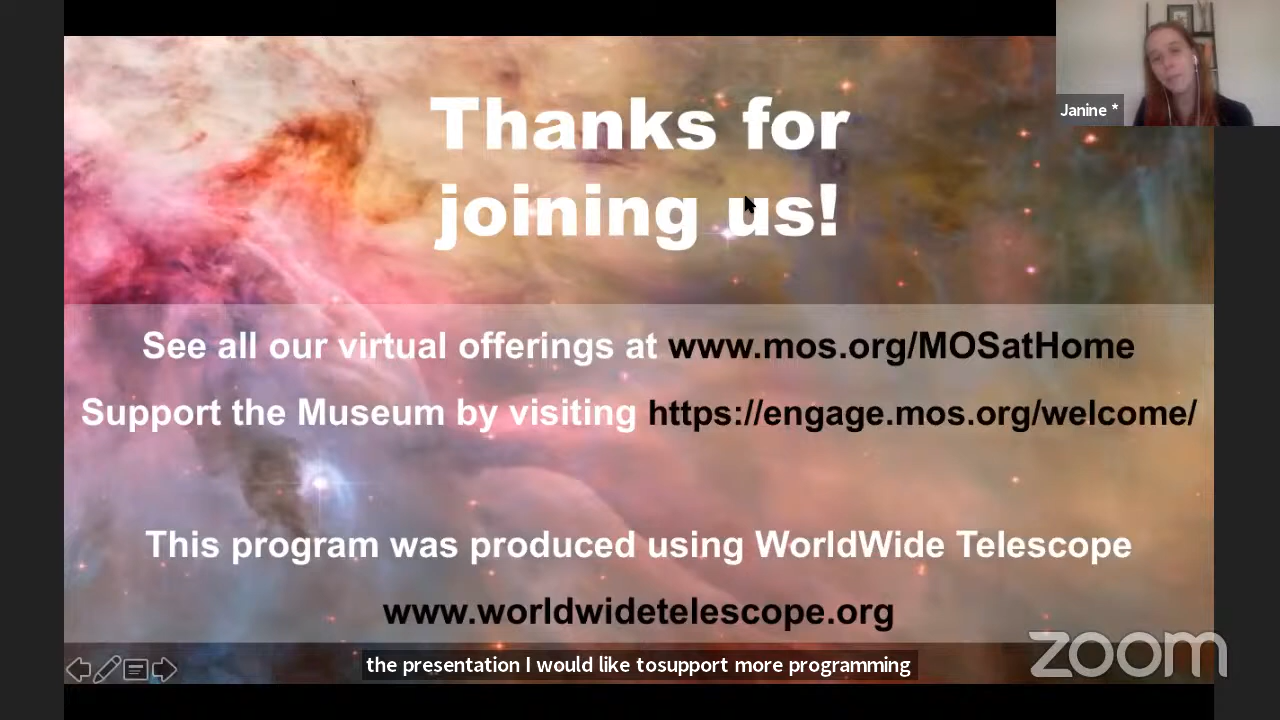 Janine *
Thanks for
joining us!
See all our virtual offerings at www.mos.org/MOSatHome
Support the Museum by visiting https://engage.mos.org/welcome/
This program was produced using WorldWide Telescope
www.worldwidetelescope.org
the presentation I would like tosupport more programming
zoom